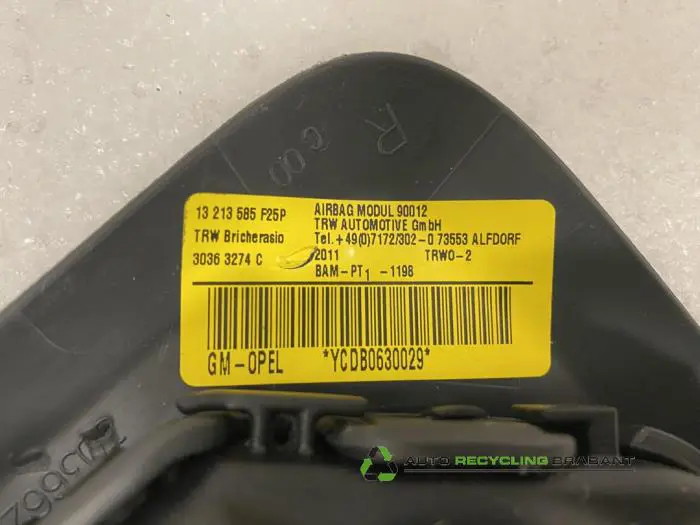 R
13 213 585 F25P AIRBAG MODUL 90012
TRW AUTOMOTIVE GmbH
TRW Bricherasio Tel.+49(0)7172/302-0 73553 ALFDORF
3036 3274 C 2011 TRWO-2
BAM-PT1 -1198
GM-OPEL *YCDB0630029*
AUTO RECYCLING BRABANT